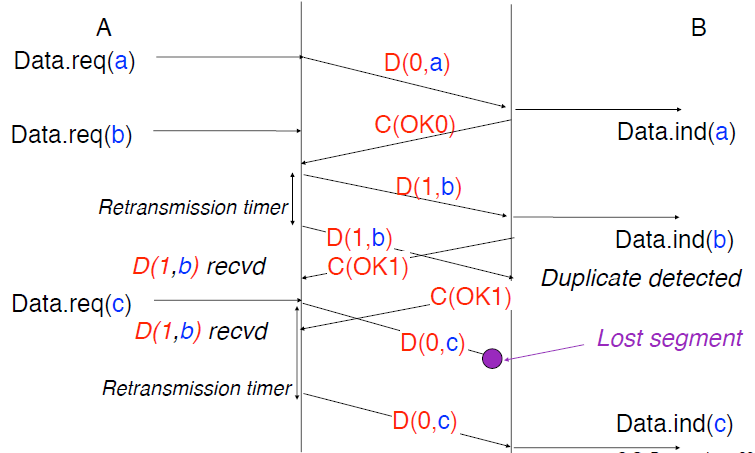 A
B
Data.req(a)
D(0,a)
C(OK0)
Data.req(b)
Data.ind(a)
D(1,b)
Retransmission timer
D(1,b)
Data.ind(b)
D(1,b) recvd
C(OK1)
Duplicate detected
Data.req(c)
C(OK1)
D(1,b) recvd
D(0,c)
Lost segment
Retransmission timer
D(0,c)
Data.ind(c)